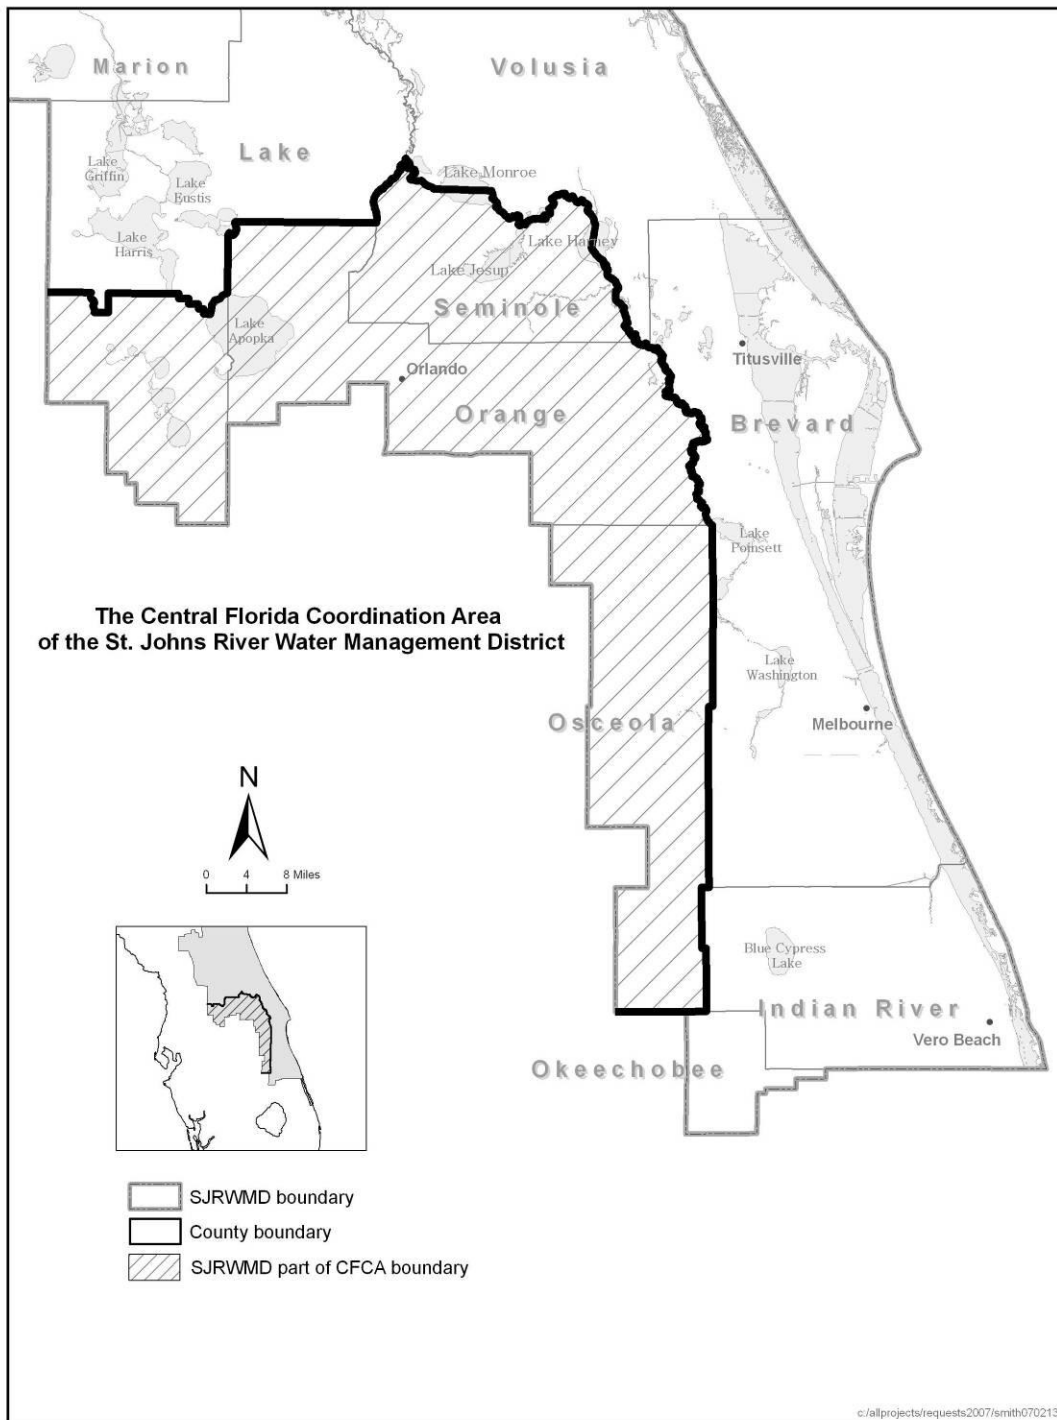 Marion
Volusia
Lake
Lake
Griffin
Lake
Eustis
Lake
Harris
Lake Monroe
Lake Harney
Lake Jesup
Seminole
Lake
Apopka
Orlando
Orange
Titusville
Brevard
Lake
Poinsett
The Central Florida Coordination Area
of the St. Johns River Water Management District
Lake
Washington
Osceola
Melbourne
N
0 4 8 Miles
Blue Cypress
Lake
Indian River
Vero Beach
Okeechobee
SJRWMD boundary
County boundary
SJRWMD part of CFCA boundary
c:/allprojects/requests2007/smith070213